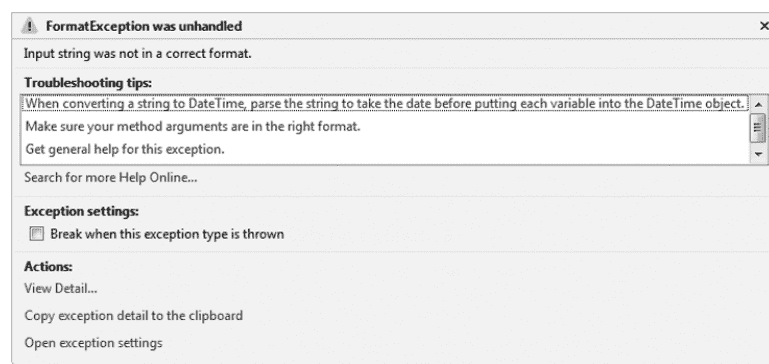 FormatException was unhandled
Input string was not in a correct format.
Troubleshooting tips:
When converting a string to DateTime, parse the string to take the date before putting each variable into the DateTime object.
Make sure your method arguments are in the right format.
Get general help for this exception.
Search for more Help Online...
Exception settings:
Break when this exception type is thrown
Actions:
View Detail...
Copy exception detail to the clipboard
Open exception settings